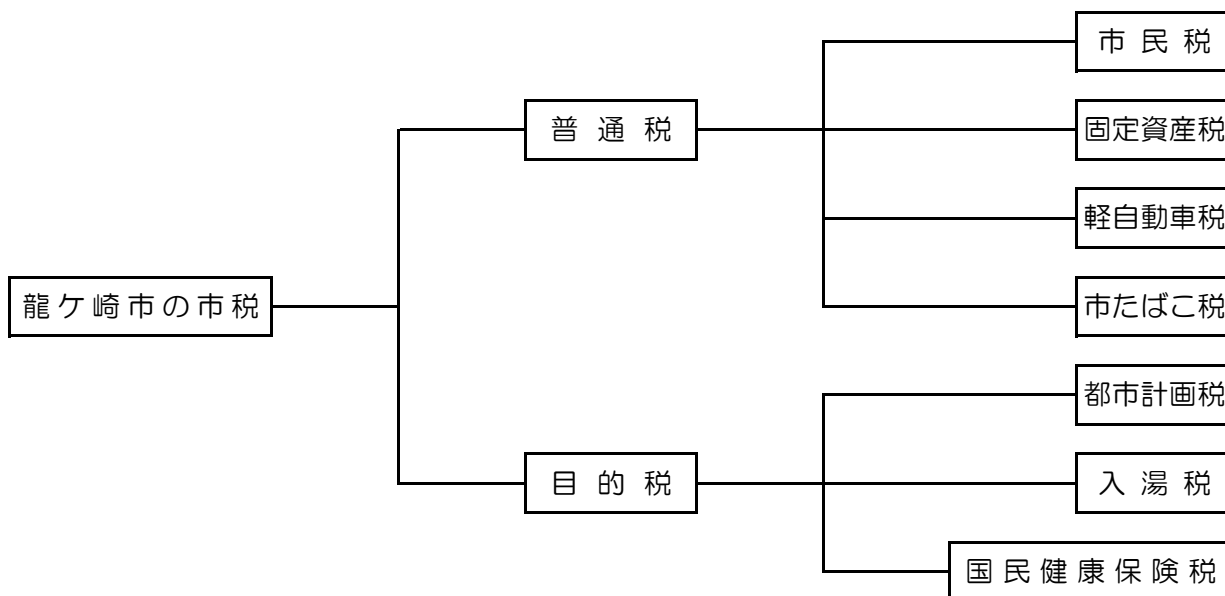 市民税
普通税
固定資産税
軽自動車税
龍ケ崎市の市税
市たばこ税
都市計画税
目的税
入湯税
国民健康保険税